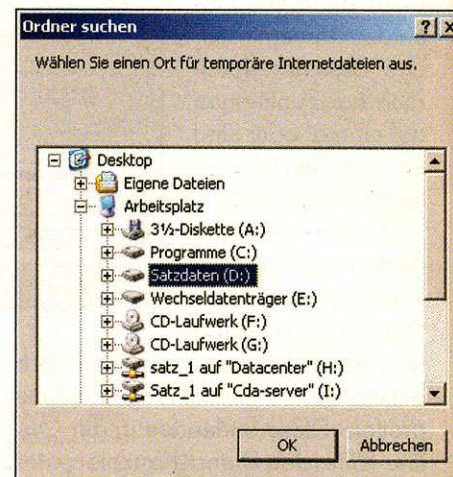 Ordner suchen
? X
Wählen Sie einen Ort für temporäre Internetdateien aus.
Desktop
Eigene Dateien
Arbeitsplatz
3½-Diskette (A:)
Programme (C:)
Satzdaten (D:)
Wechseldatenträger (E:)
CD-Laufwerk (F:)
CD-Laufwerk (G:)
satz_1 auf "Datacenter" (H:)
Satz_1 auf "Cda-server" (I:)
OK Abbrechen